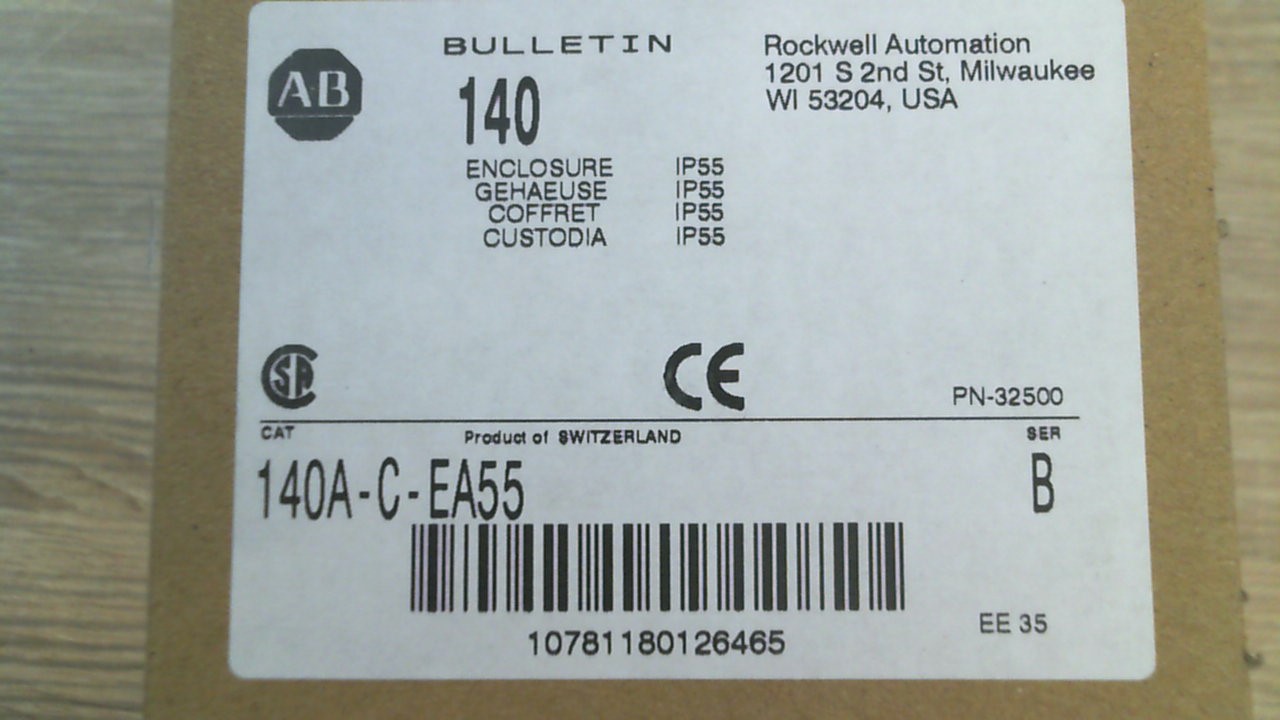 AB
BULLETIN
140
Rockwell Automation
1201 S 2nd St, Milwaukee
WI 53204, USA
ENCLOSURE IP55
GEHAEUSE IP55
COFFRET IP55
CUSTODIA IP55
CSA
CE
PN-32500
CAT Product of SWITZERLAND SER
140A-C-EA55 B
10781180126465
EE 35